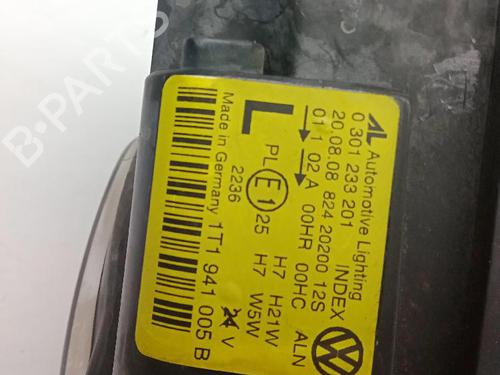 B-PARTS
AL Automotive Lighting
0 301 233 201 INDEX
20.08.08 824 20200 12S
01 1 02 A 00HR 00HC ALN
L PL E1 25 H7 H21W
2236 H7 W5W
Made in Germany 1T1 941 005 B
V